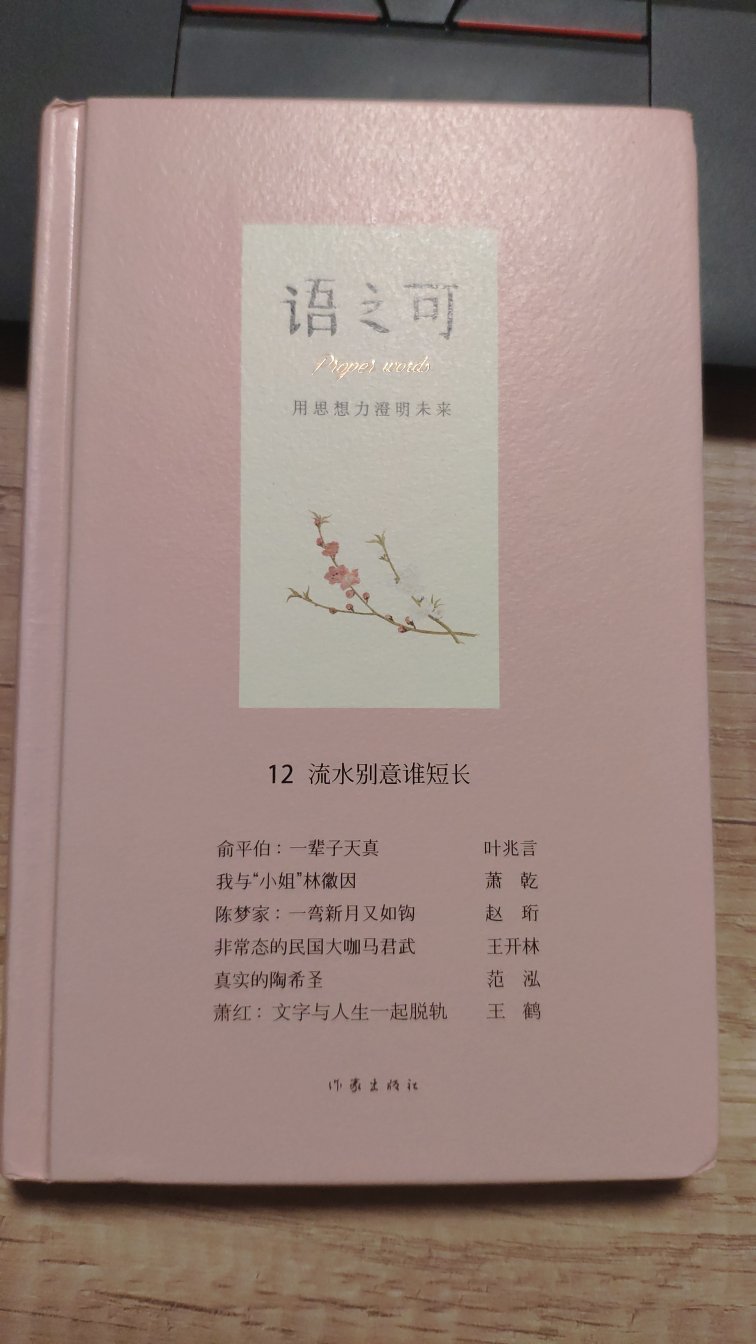 语之可
Proper words
用思想力澄明未来
12 流水别意谁短长
俞平伯：一辈子天真 叶兆言
我与“小姐”林徽因 萧 乾
陈梦家：一弯新月又如钩 赵 珩
非常态的民国大咖马君武 王开林
真实的陶希圣 范 泓
萧红：文字与人生一起脱轨 王 鹤
作家出版社